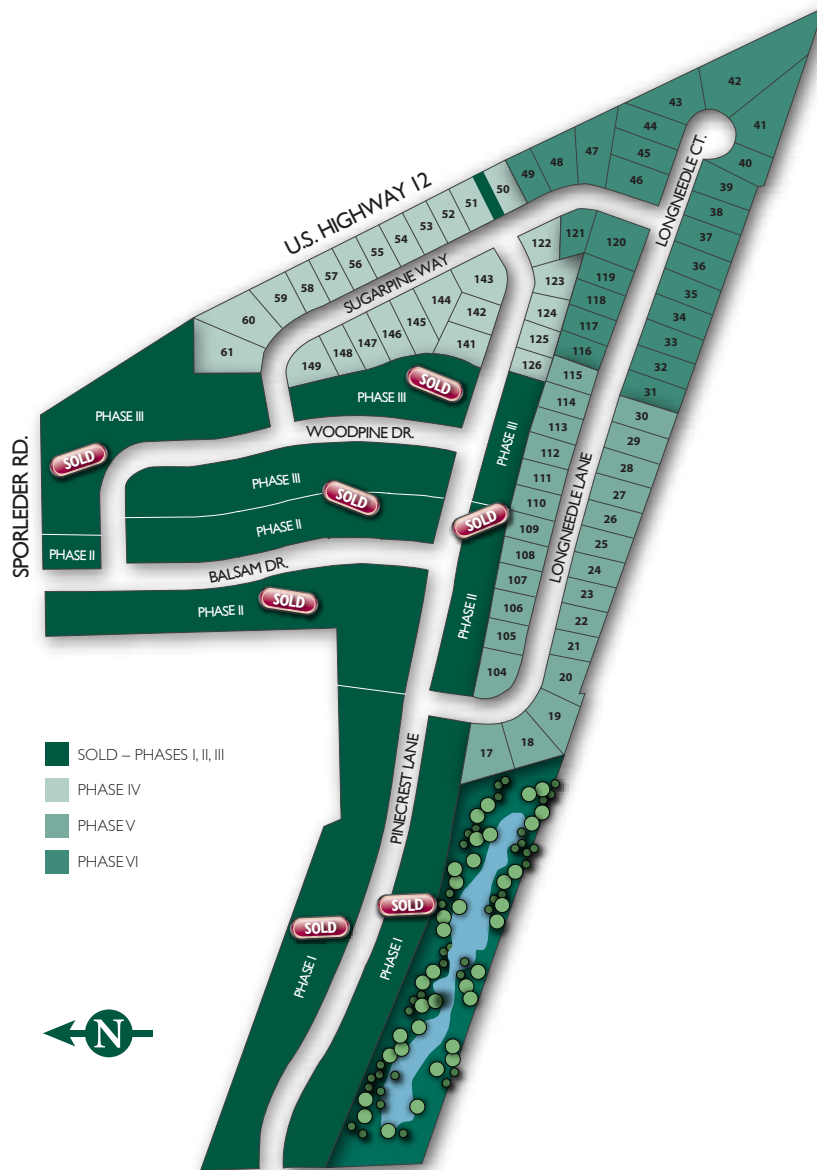 42
43
44
41
45
40
46
47
48
49
50
51
52
53
54
55
56
57
58
59
60
61
U.S. HIGHWAY 12
SUGARPINE WAY
LONGNEEDLE CT.
39
38
37
36
35
34
33
32
31
30
29
28
27
26
25
24
23
22
21
20
19
18
17
122
121
120
123
119
118
124
117
125
116
126
115
114
113
112
111
110
109
108
107
106
105
104
LONGNEEDLE LANE
143
144
142
145
141
146
147
148
149
SOLD
PHASE III
PHASE III
SOLD
WOODPINE DR.
SPORLEDER RD.
PHASE III
PHASE III
SOLD
PHASE II
SOLD
PHASE II
BALSAM DR.
PHASE II
SOLD
PHASE II
PINECREST LANE
SOLD – PHASES I, II, III
PHASE IV
PHASE V
PHASE VI
SOLD
SOLD
PHASE I
PHASE I
N